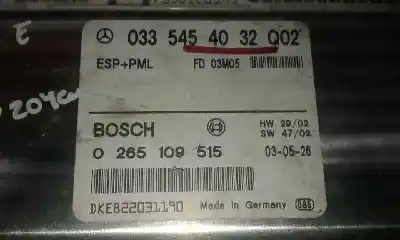 E
033 545 40 32 Q02
ESP+PML FD 03M05
BOSCH HW 29/02
SW 47/02
0 265 109 515 03-05-26
DKEB22031190 Made in Germany 085